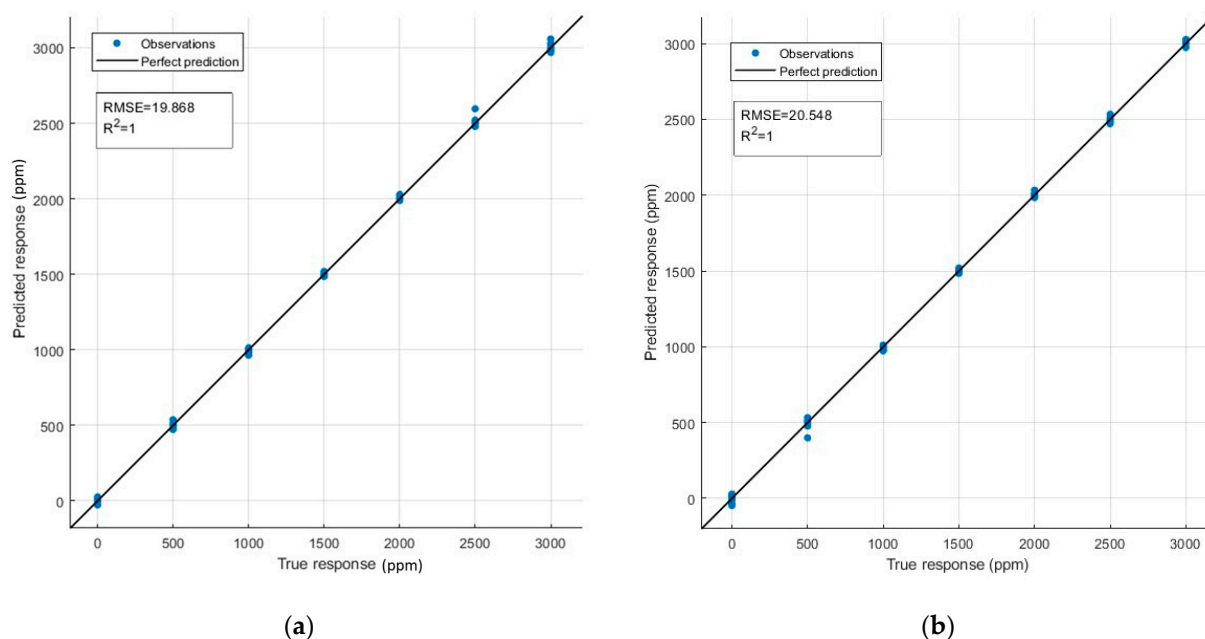 3000
2500
2000
1500
1000
500
0
Predicted response (ppm)
Observations
Perfect prediction
RMSE=19.868
R²=1
0 500 1000 1500 2000 2500 3000
True response (ppm)
(a)
3000
2500
2000
1500
1000
500
0
Predicted response (ppm)
Observations
Perfect prediction
RMSE=20.548
R²=1
0 500 1000 1500 2000 2500 3000
True response (ppm)
(b)